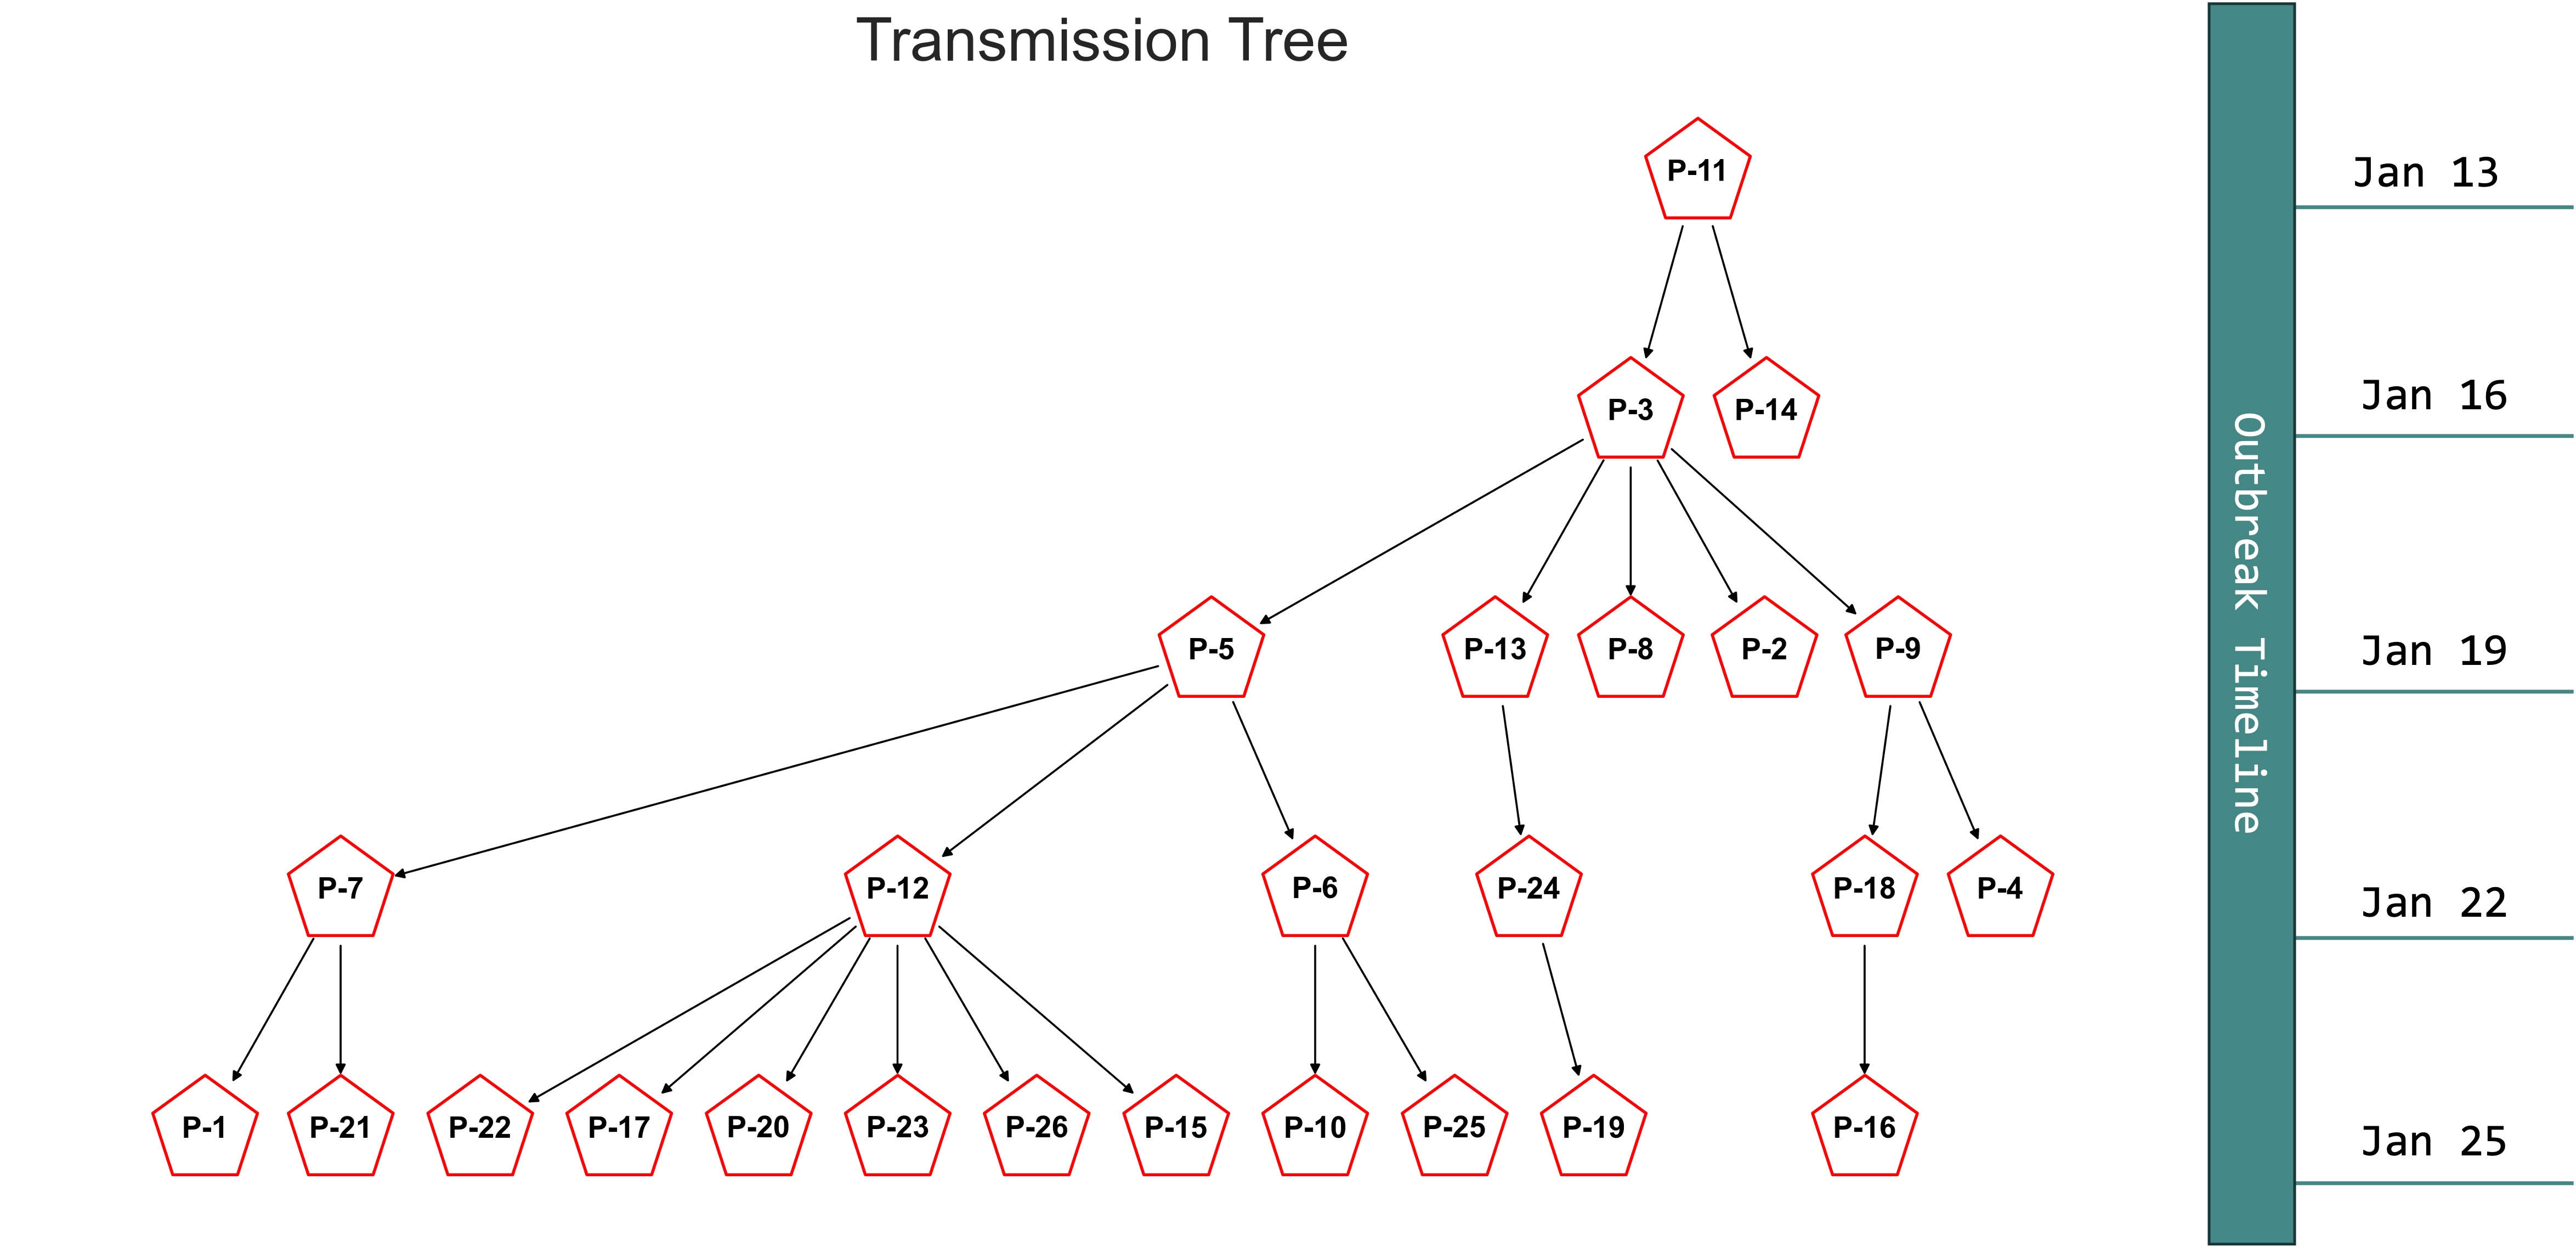 Transmission Tree
P-11
Jan 13
P-3
P-14
Jan 16
P-5
P-13
P-8
P-2
P-9
Jan 19
P-7
P-12
P-6
P-24
P-18
P-4
Jan 22
P-1
P-21
P-22
P-17
P-20
P-23
P-26
P-15
P-10
P-25
P-19
P-16
Jan 25
Outbreak Timeline